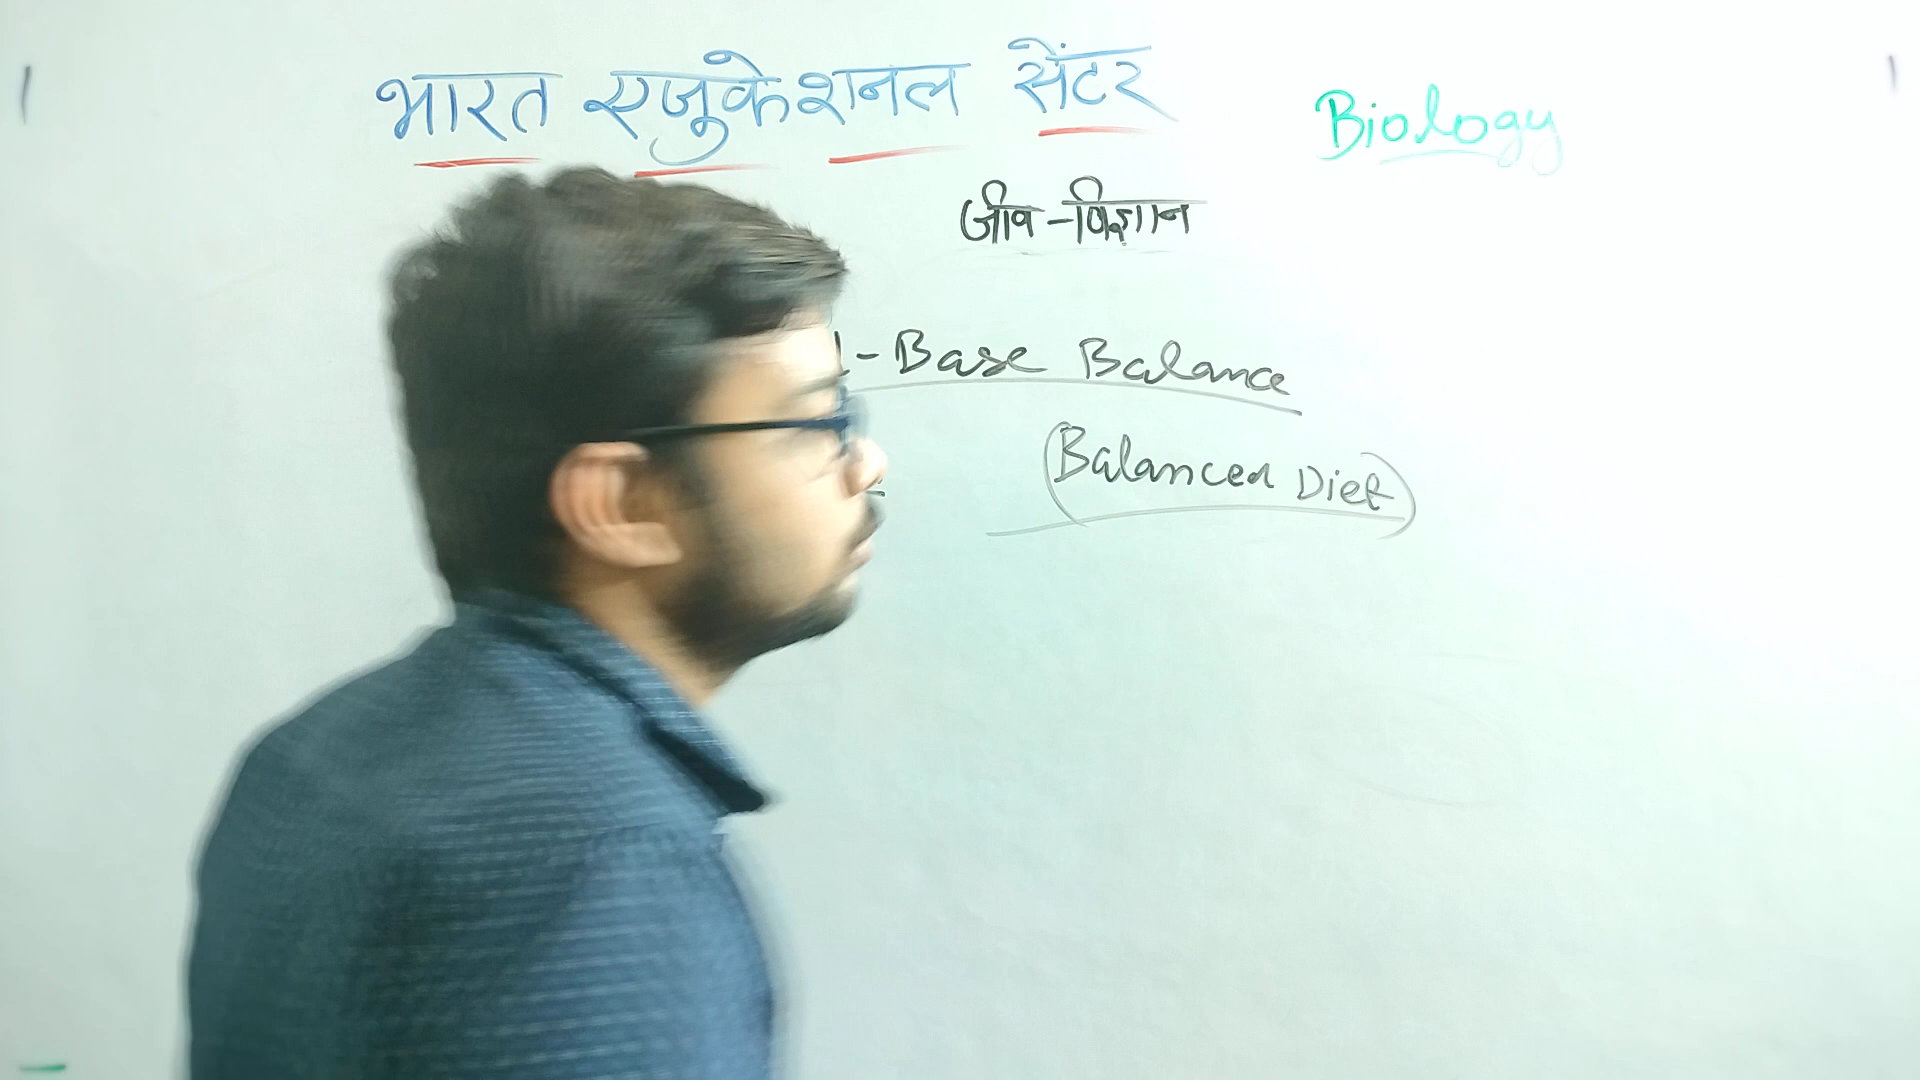 भारत एजुकेशनल सेंटर
Biology
जीव-विज्ञान
-Base Balance
(Balanced Diet)